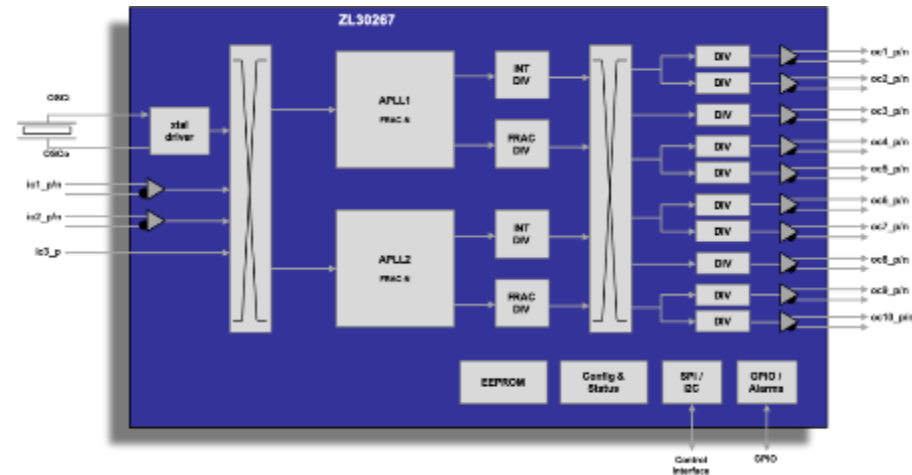 ZL30267
OSCi
xtal
driver
OSCo
ic1_p/n
ic2_p/n
ic3_p
APLL1
FRAC-N
INT
DIV
FRAC
DIV
APLL2
FRAC-N
INT
DIV
FRAC
DIV
DIV
DIV
DIV
DIV
DIV
DIV
DIV
DIV
DIV
DIV
oc1_p/n
oc2_p/n
oc3_p/n
oc4_p/n
oc5_p/n
oc6_p/n
oc7_p/n
oc8_p/n
oc9_p/n
oc10_p/n
EEPROM
Config &
Status
SPI /
I2C
GPIO /
Alarms
Control
Interface
GPIO